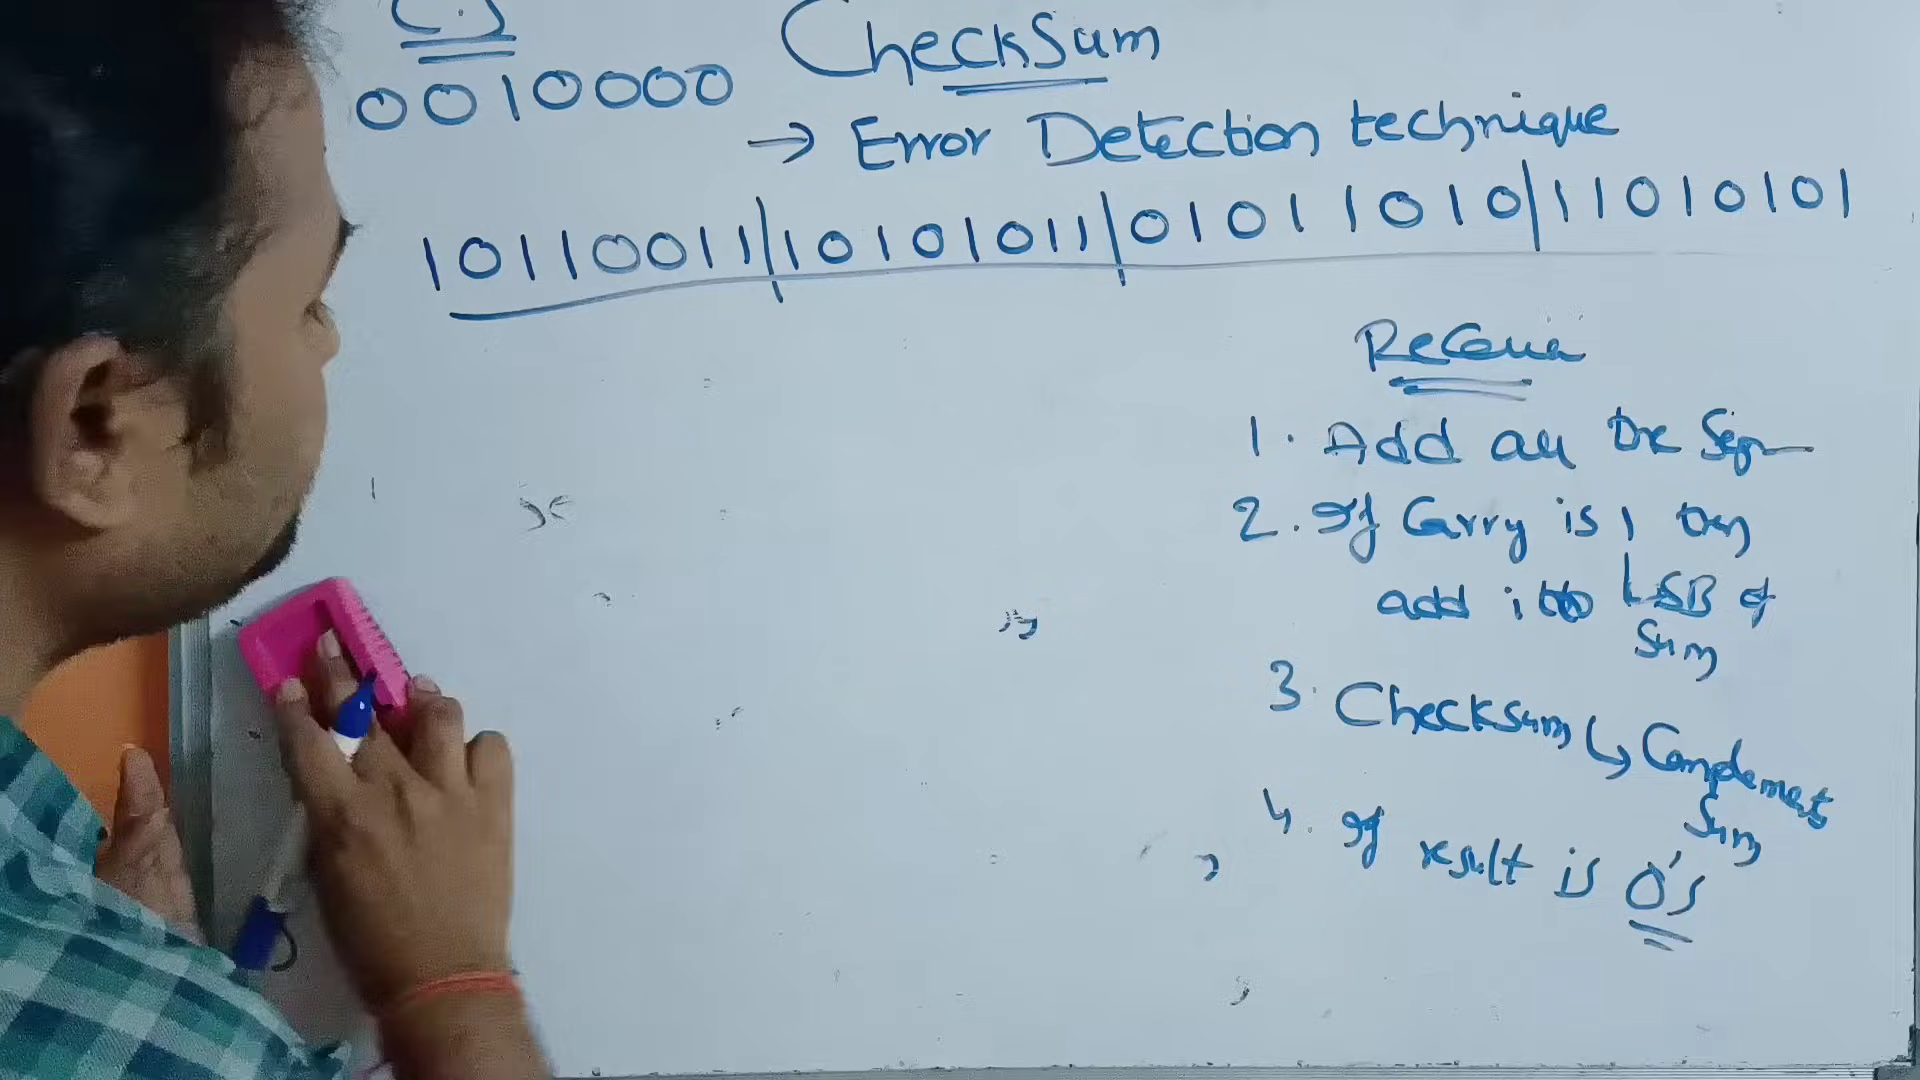 CheckSum
0010000
→ Error Detection technique
10110011|10101011|01011010|11010101
1. Add all the Seg
2. If Carry is 1 then
add it to LSB of
Sum
3. Checksum ↳ Complement
Sum
4. If result is 0's